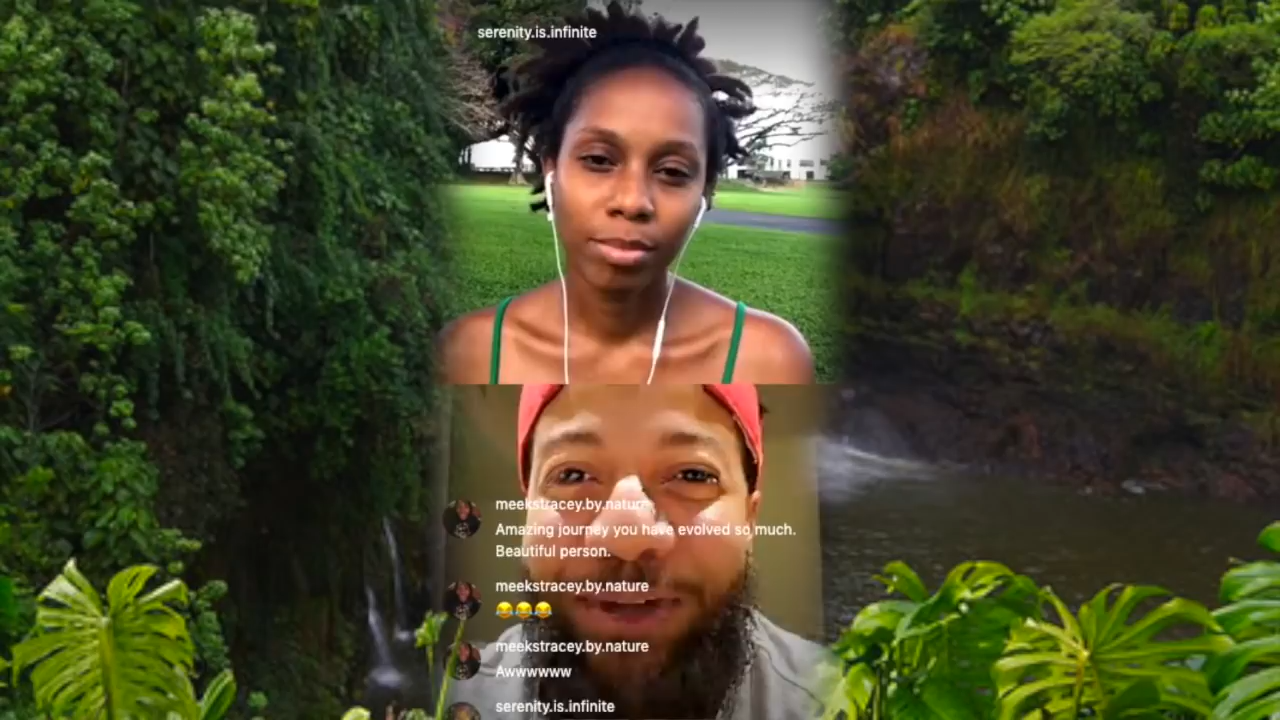 serenity.is.infinite
meekstracey.by.nature
Amazing journey you have evolved so much.
Beautiful person.
meekstracey.by.nature
😂😂😂
meekstracey.by.nature
Awwwwww
serenity.is.infinite